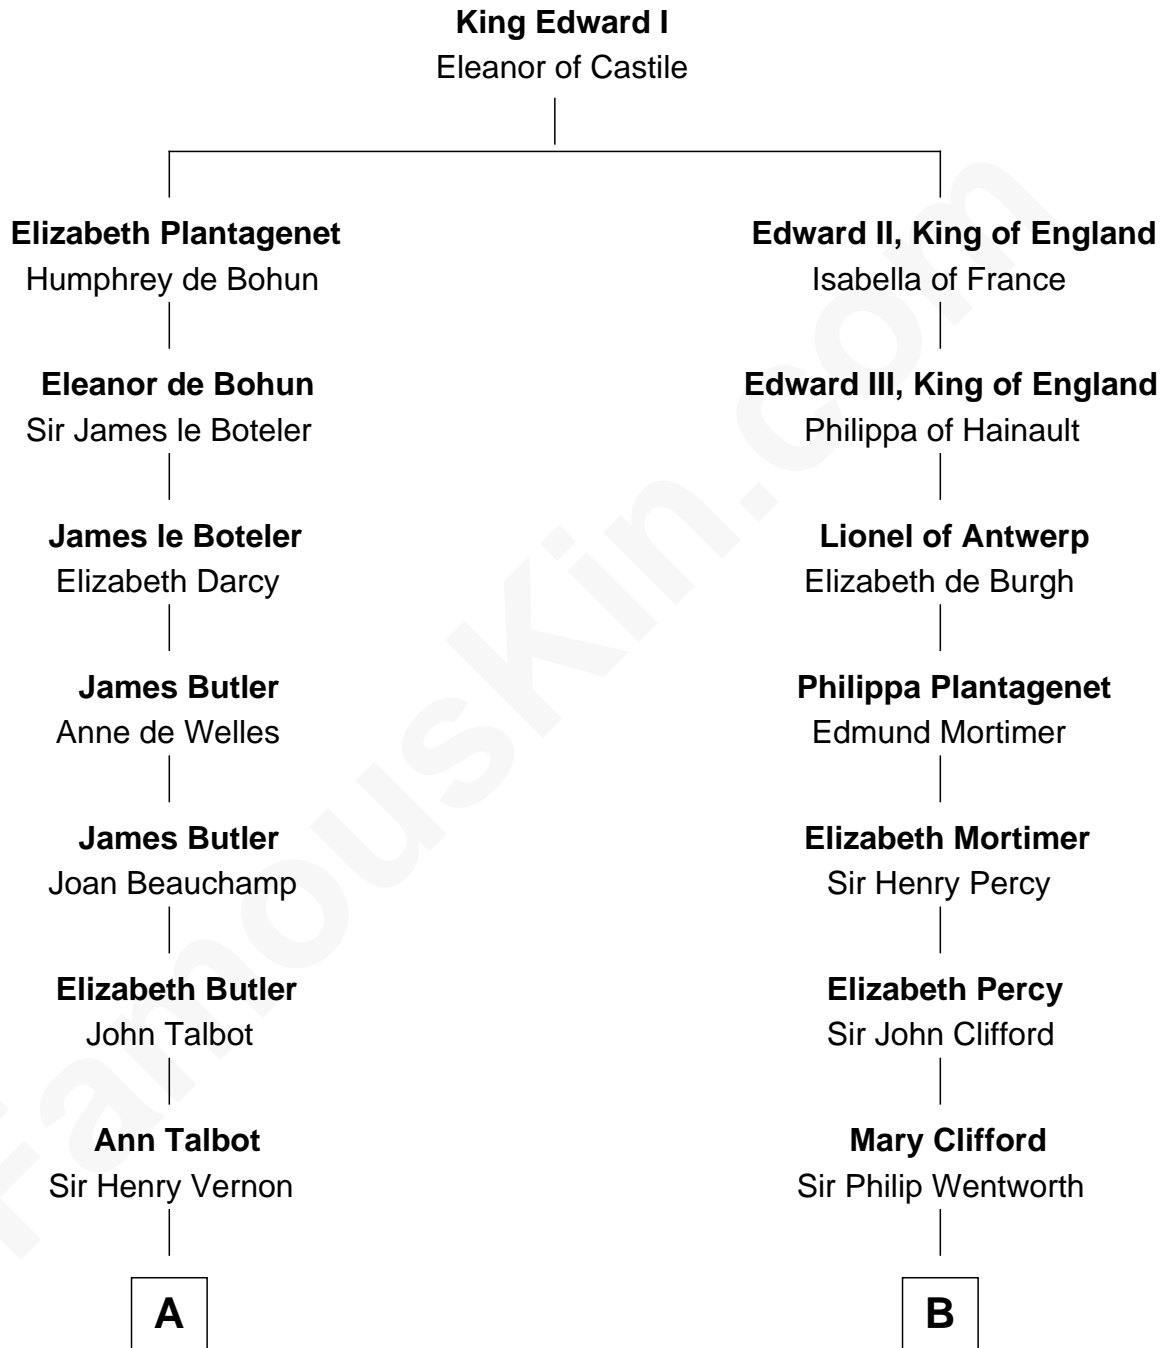 King Edward I
Eleanor of Castile
Elizabeth Plantagenet
Humphrey de Bohun
Edward II, King of England
Isabella of France
Eleanor de Bohun
Sir James le Boteler
Edward III, King of England
Philippa of Hainault
James le Boteler
Elizabeth Darcy
Lionel of Antwerp
Elizabeth de Burgh
James Butler
Anne de Welles
Philippa Plantagenet
Edmund Mortimer
James Butler
Joan Beauchamp
Elizabeth Mortimer
Sir Henry Percy
Elizabeth Butler
John Talbot
Elizabeth Percy
Sir John Clifford
Ann Talbot
Sir Henry Vernon
Mary Clifford
Sir Philip Wentworth
A
B
FamousKin.com